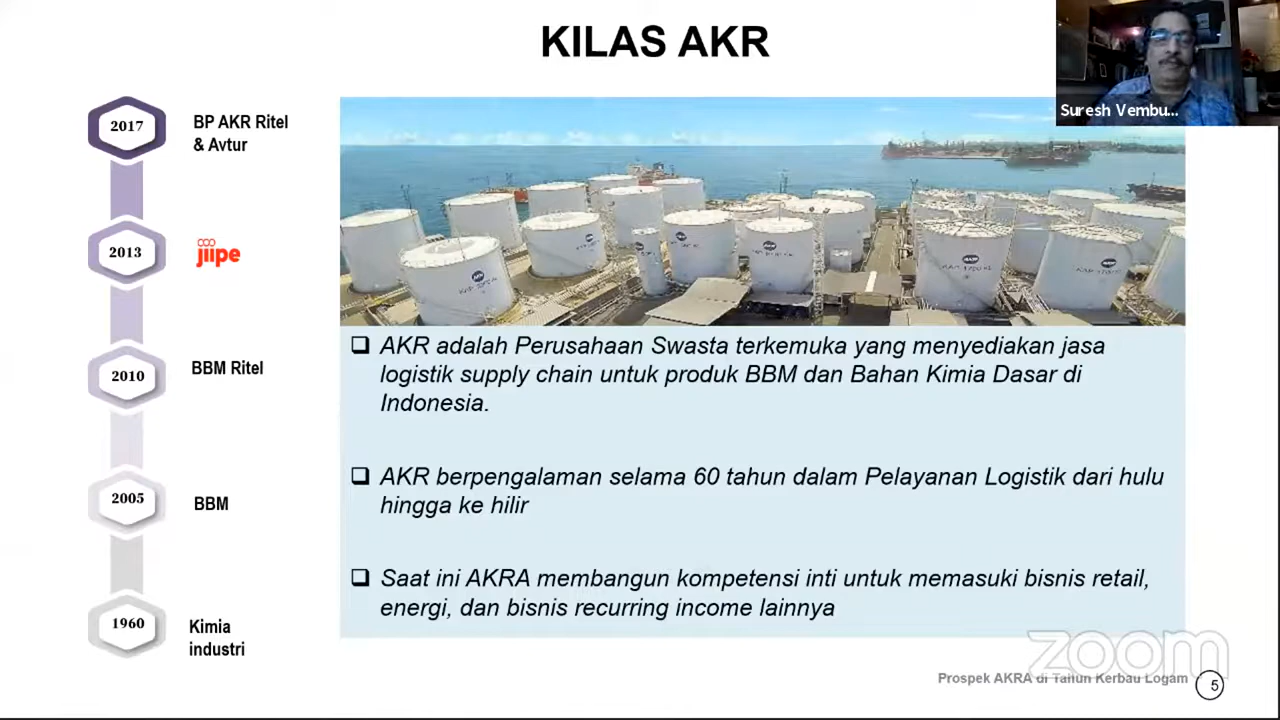 KILAS AKR
Suresh Vembu...
2017
BP AKR Ritel
& Avtur
2013
jiipe
2010
BBM Ritel
2005
BBM
1960
Kimia
industri
❑ AKR adalah Perusahaan Swasta terkemuka yang menyediakan jasa
logistik supply chain untuk produk BBM dan Bahan Kimia Dasar di
Indonesia.
❑ AKR berpengalaman selama 60 tahun dalam Pelayanan Logistik dari hulu
hingga ke hilir
❑ Saat ini AKRA membangun kompetensi inti untuk memasuki bisnis retail,
energi, dan bisnis recurring income lainnya
zoom
Prospek AKRA di Tahun Kerbau Logam
5